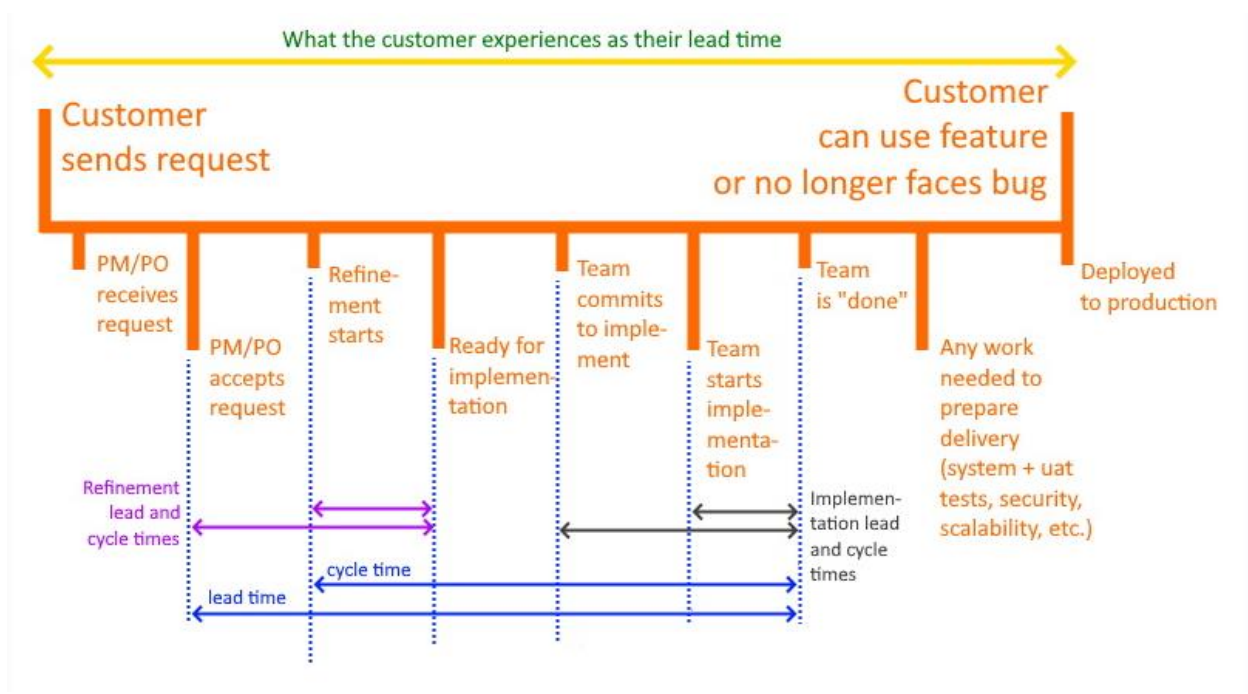 What the customer experiences as their lead time
Customer
sends request
Customer
can use feature
or no longer faces bug
PM/PO
receives
request
PM/PO
accepts
request
Refine-
ment
starts
Ready for
implemen-
tation
Team
commits
to imple-
ment
Team
starts
imple-
menta-
tion
Team
is "done"
Any work
needed to
prepare
delivery
(system + uat
tests, security,
scalability, etc.)
Deployed
to production
Refinement
lead and
cycle times
Implemen-
tation lead
and cycle
times
cycle time
lead time